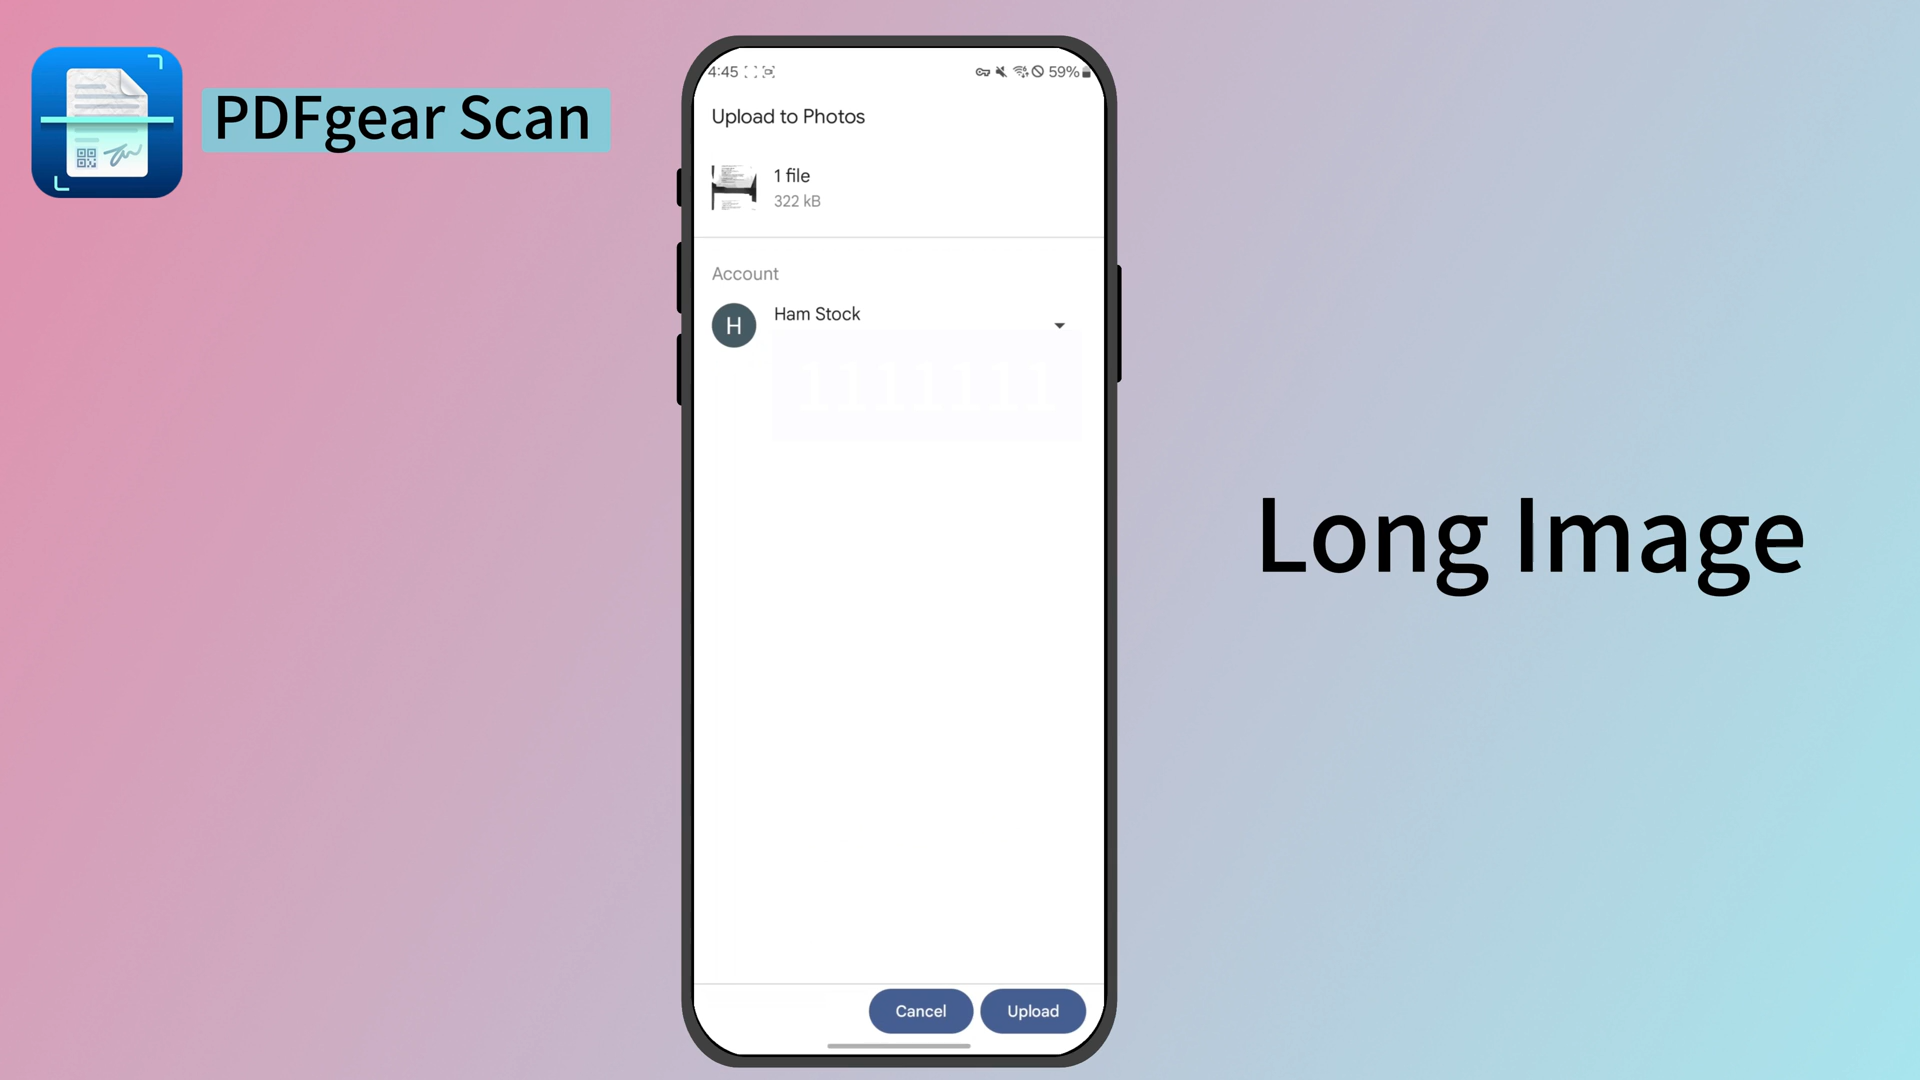 PDFgear Scan
4:45
59%
Upload to Photos
1 file
322 kB
Account
H
Ham Stock
1111111
Long Image
Cancel
Upload